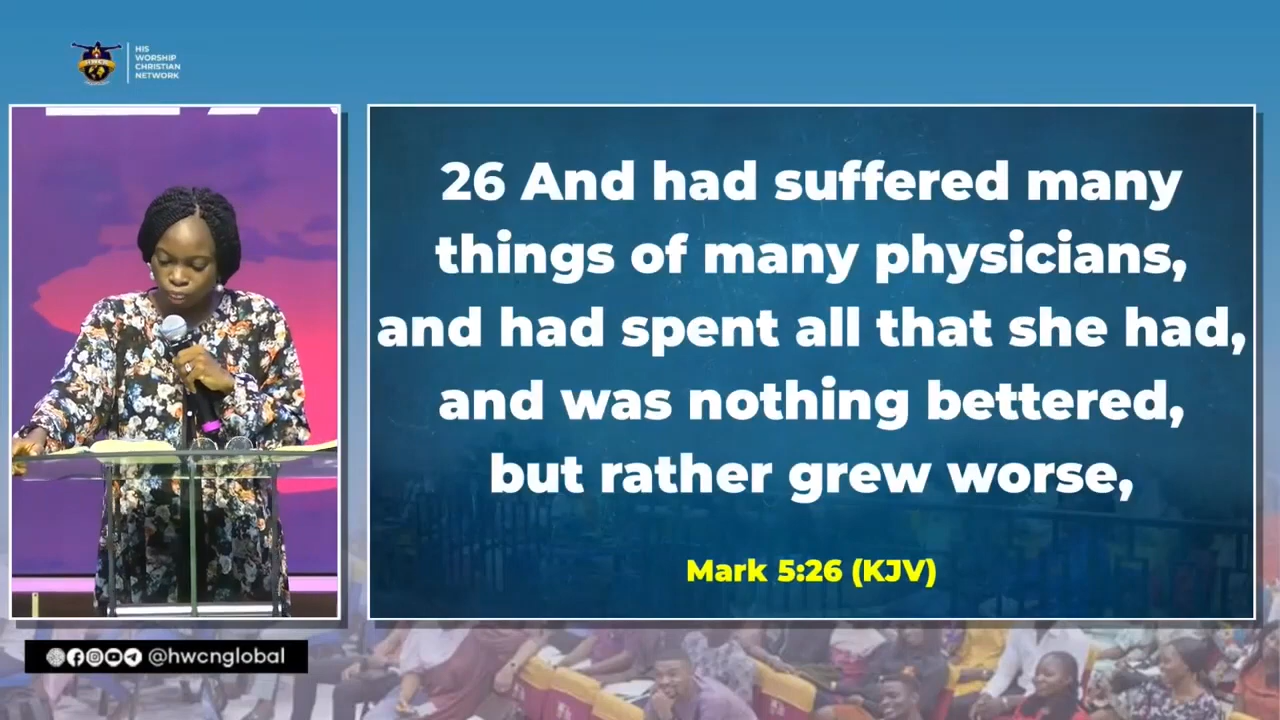 HIS
WORSHIP
CHRISTIAN
NETWORK
26 And had suffered many
things of many physicians,
and had spent all that she had,
and was nothing bettered,
but rather grew worse,
Mark 5:26 (KJV)
@hwcnglobal